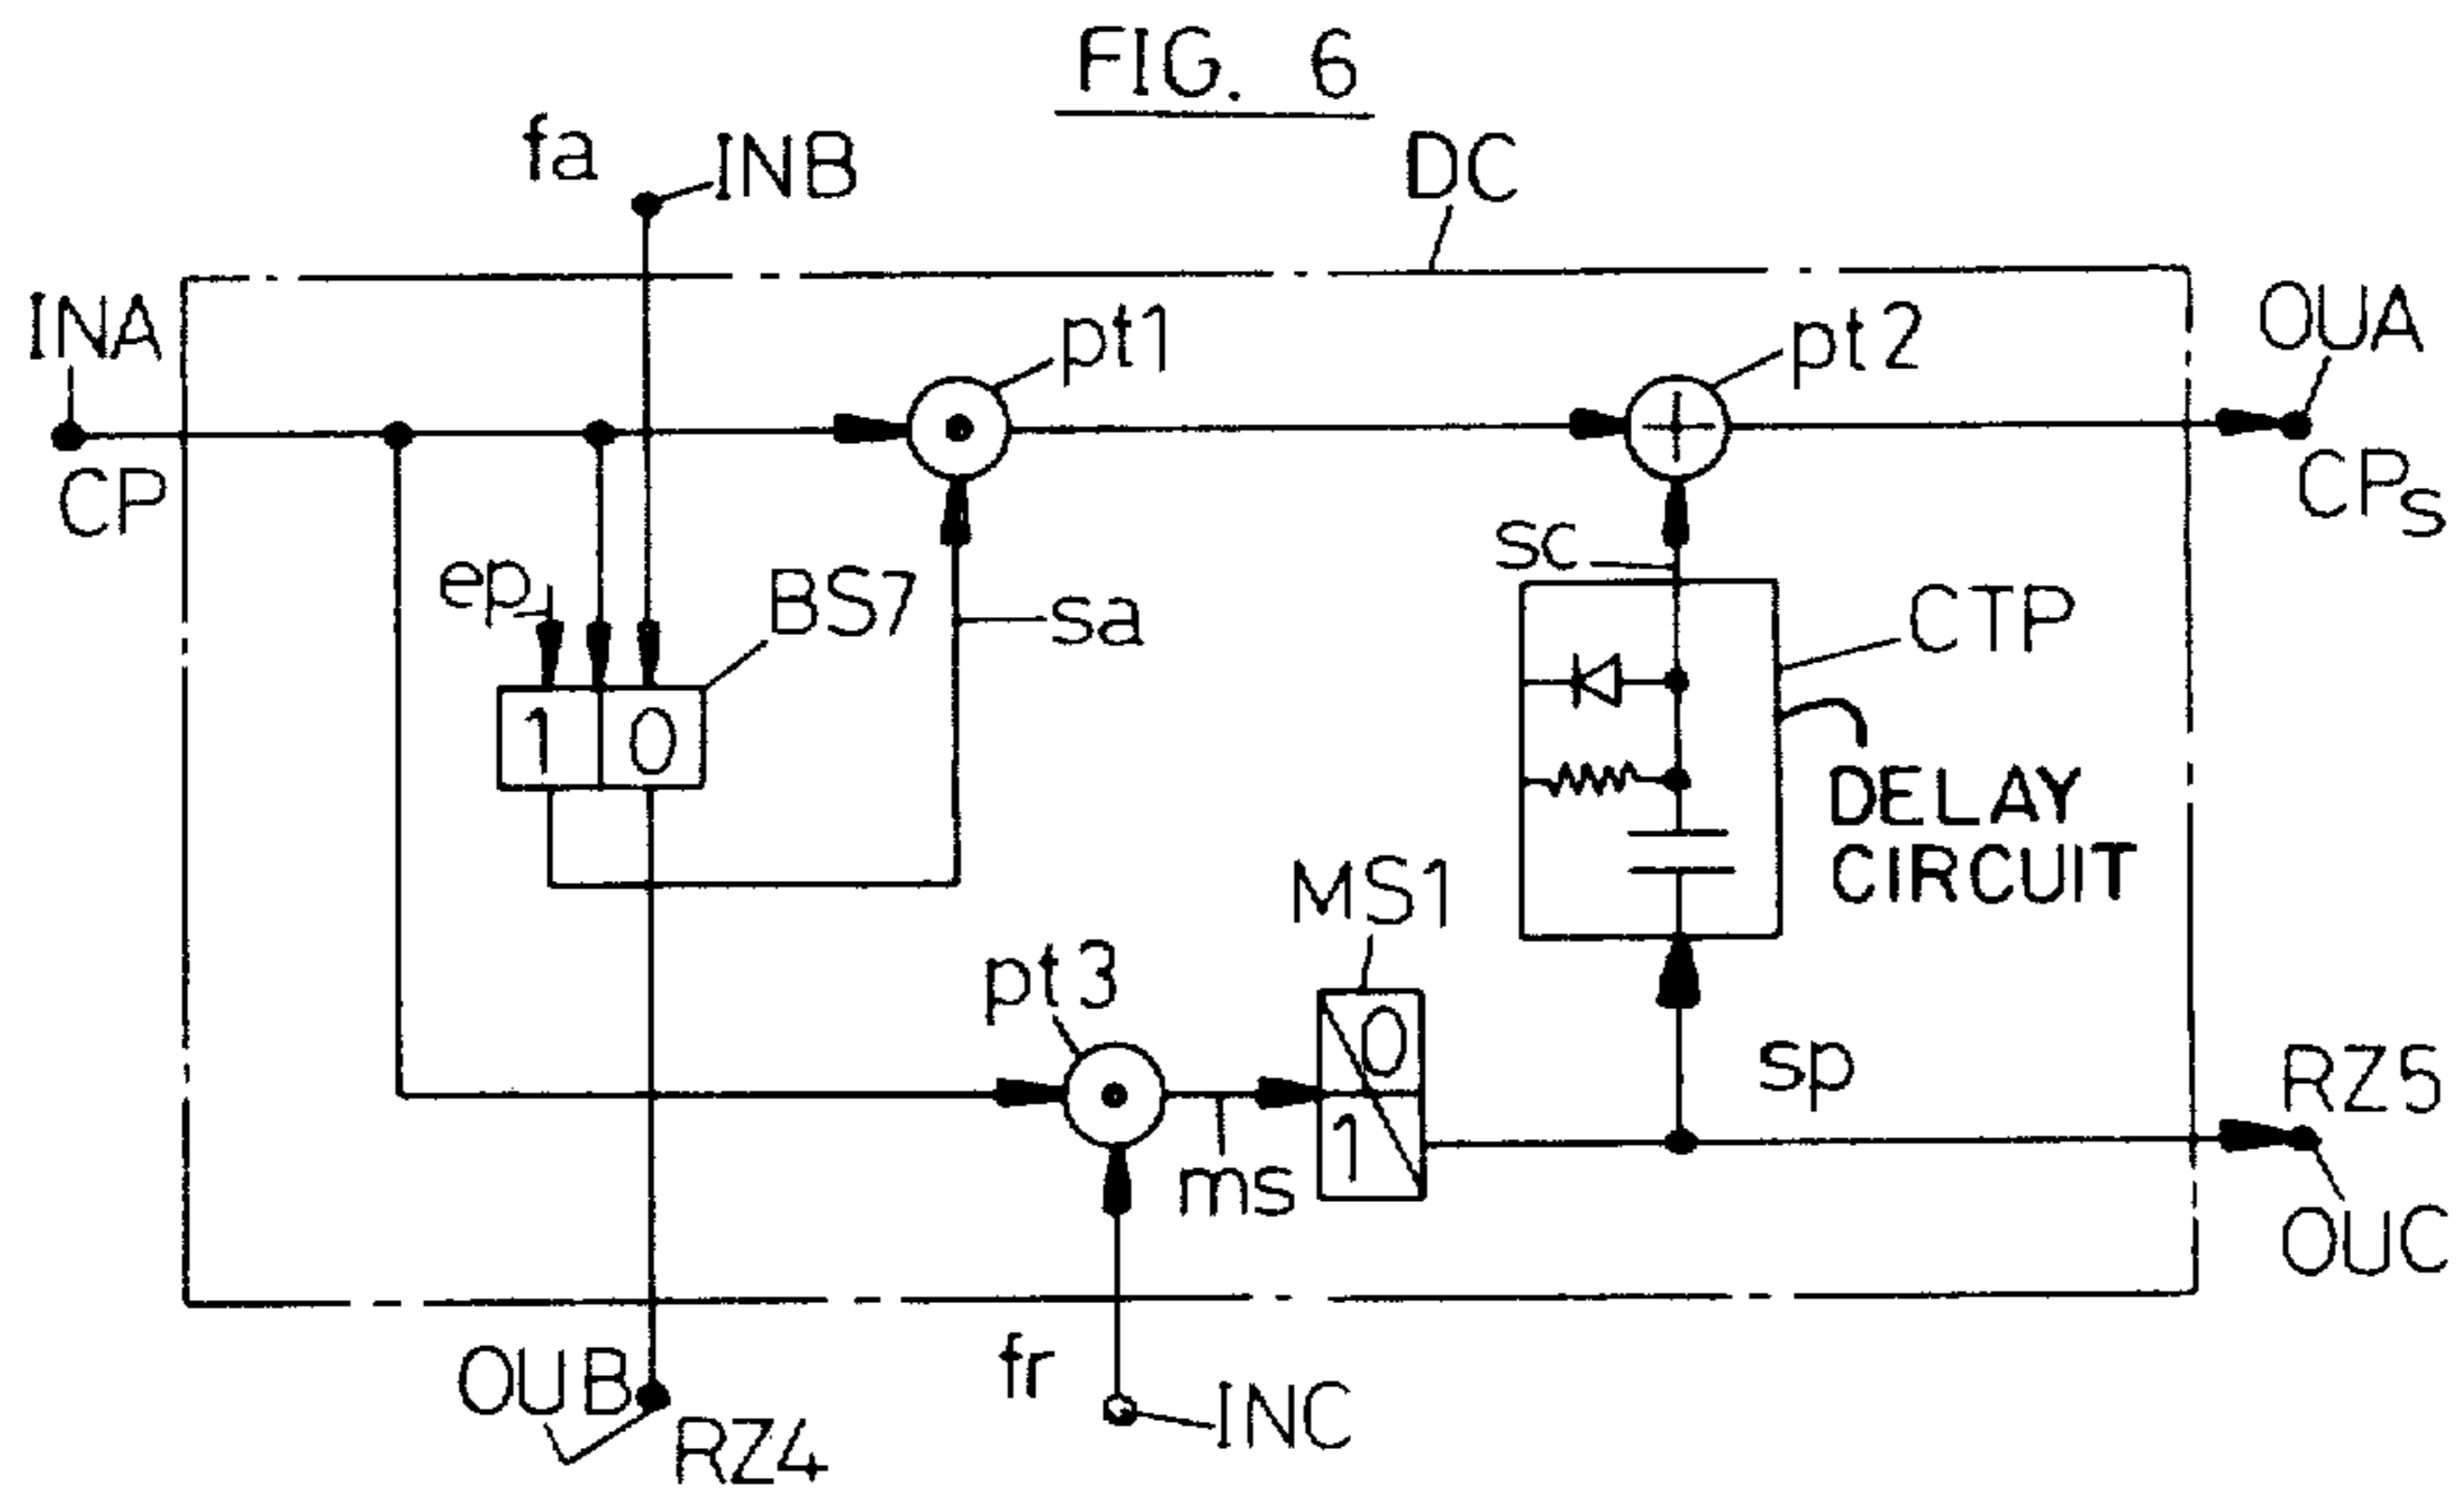 FIG. 6
fa
INB
DC
INA
pt1
pt2
OUA
CP
CPs
ep
BS7
sa
sc
CTP
1 0
DELAY
CIRCUIT
MS1
pt3
0
1
sp
ms
RZ5
OUC
fr
OUB
RZ4
INC